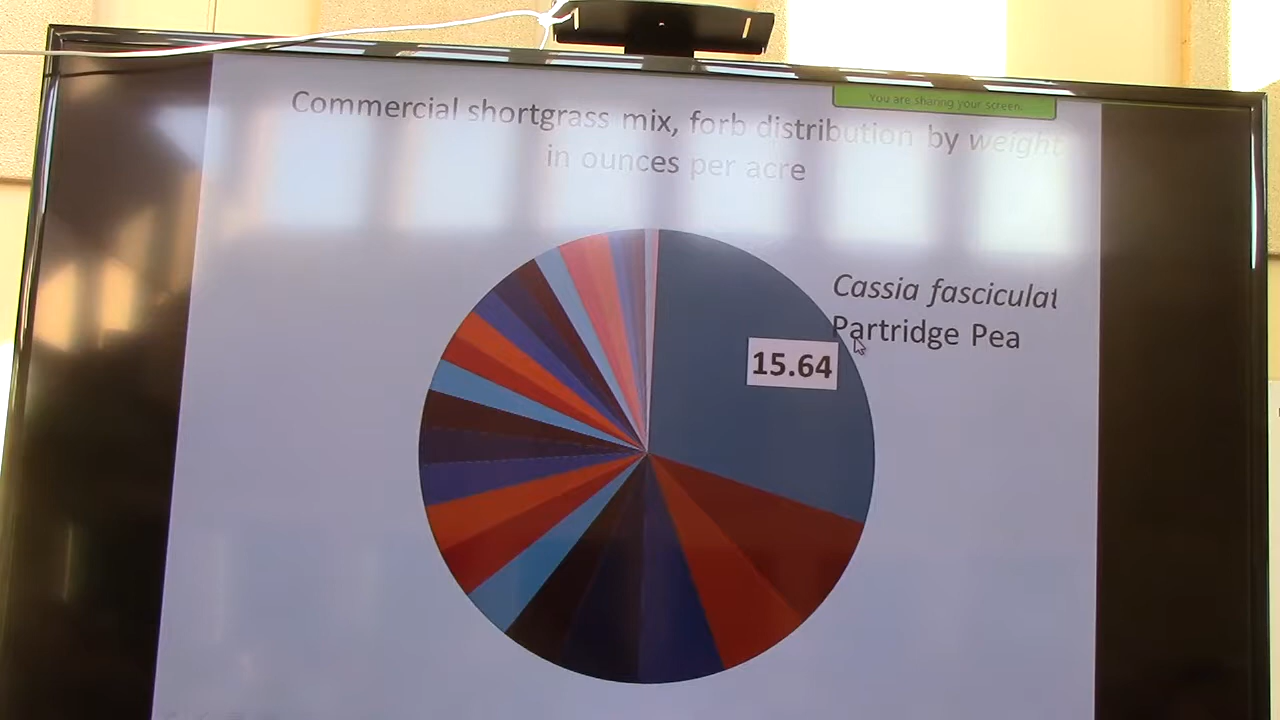 You are sharing your screen.
Commercial shortgrass mix, forb distribution by weight
in ounces per acre
Cassia fasciculat
Partridge Pea
15.64